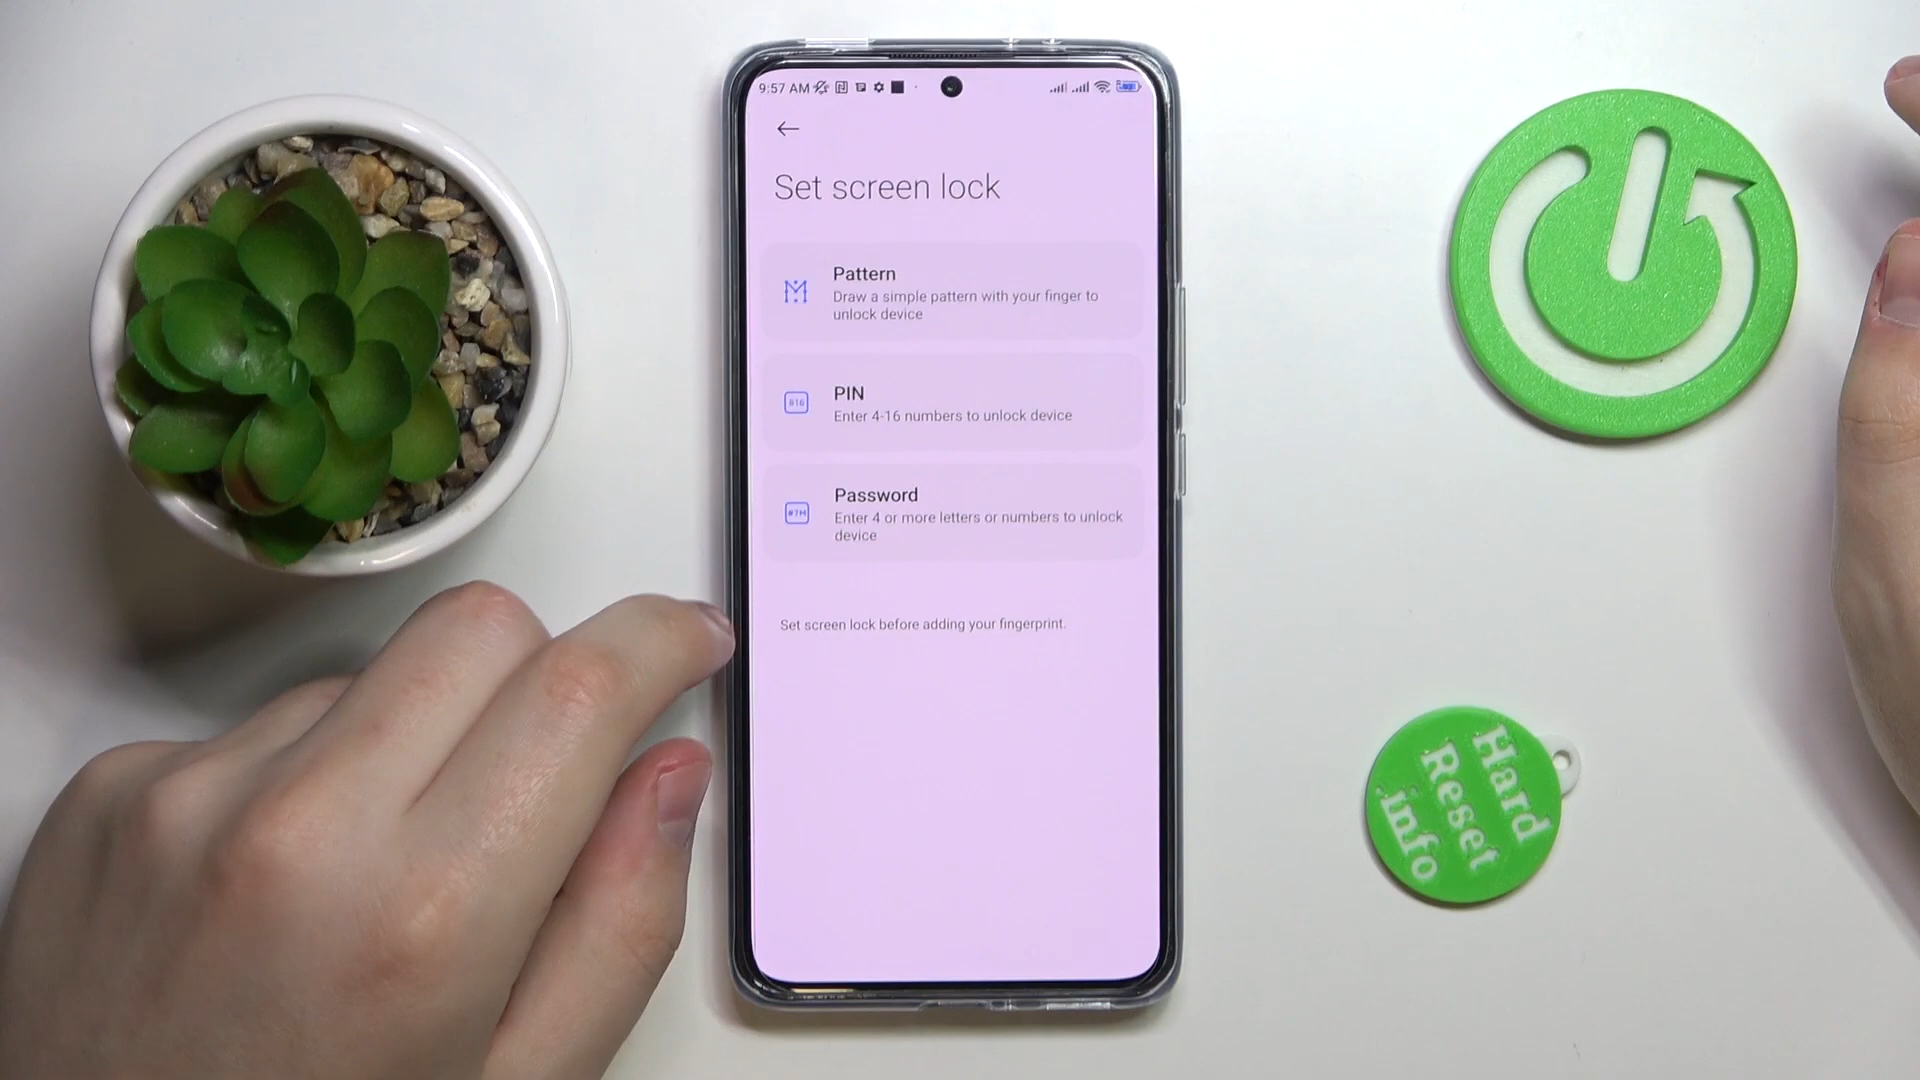 9:57 AM
Set screen lock
Pattern
Draw a simple pattern with your finger to
unlock device
PIN
Enter 4-16 numbers to unlock device
Password
Enter 4 or more letters or numbers to unlock
device
Set screen lock before adding your fingerprint.
Hard
Reset
.info